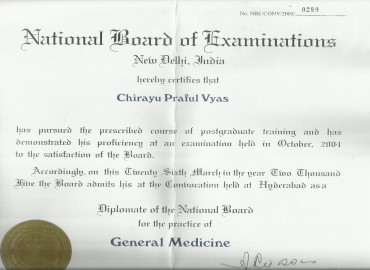 No. NBE/CONV/2005/ 0289
National Board of Examinations
New Delhi, India
hereby certifies that
Chirayu Praful Vyas
has pursued the prescribed course of postgraduate training and has
demonstrated his proficiency at an examination held in October, 2004
to the satisfaction of the Board.
Accordingly, on this Twenty Sixth March in the year Two Thousand
Five the Board admits his at the Convocation held at Hyderabad as a
Diplomate of the National Board
for the practice of
General Medicine